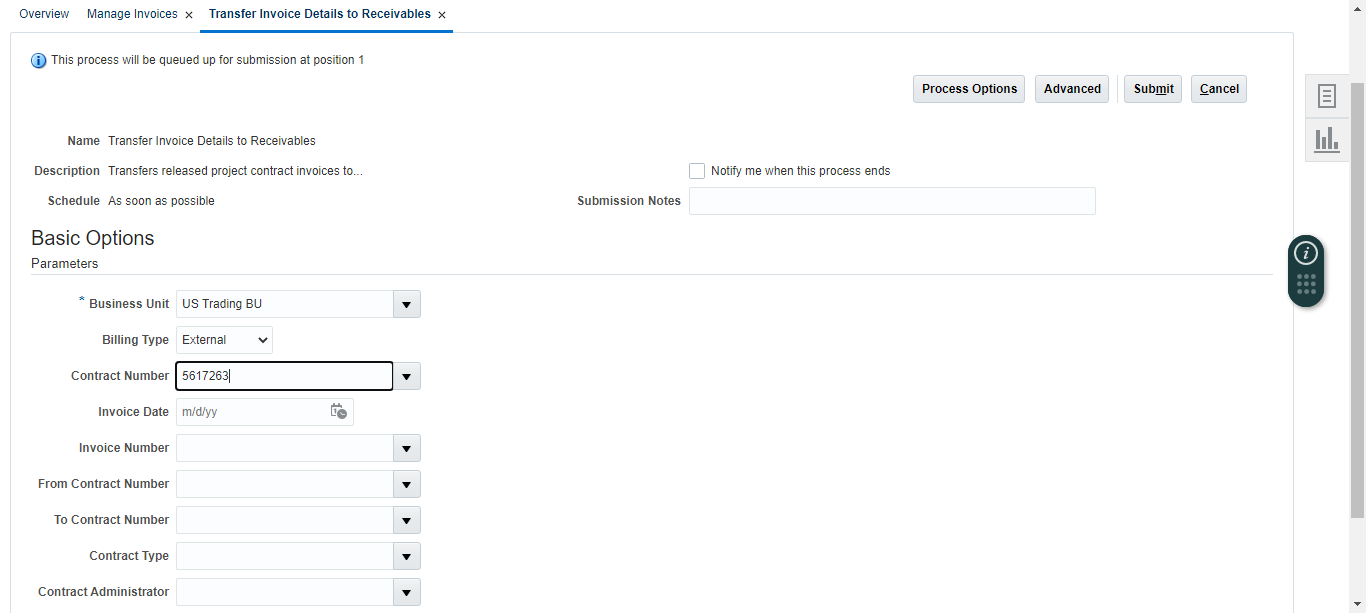 Overview Manage Invoices × Transfer Invoice Details to Receivables ×
This process will be queued up for submission at position 1
Process Options Advanced Submit Cancel
Name Transfer Invoice Details to Receivables
Description Transfers released project contract invoices to... Notify me when this process ends
Schedule As soon as possible Submission Notes
Basic Options
Parameters
* Business Unit US Trading BU
Billing Type External
Contract Number 5617263
Invoice Date m/d/yy
Invoice Number
From Contract Number
To Contract Number
Contract Type
Contract Administrator